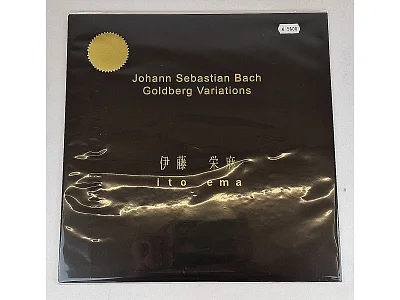 Johann Sebastian Bach
Goldberg Variations
伊藤 栄麻
ito ema